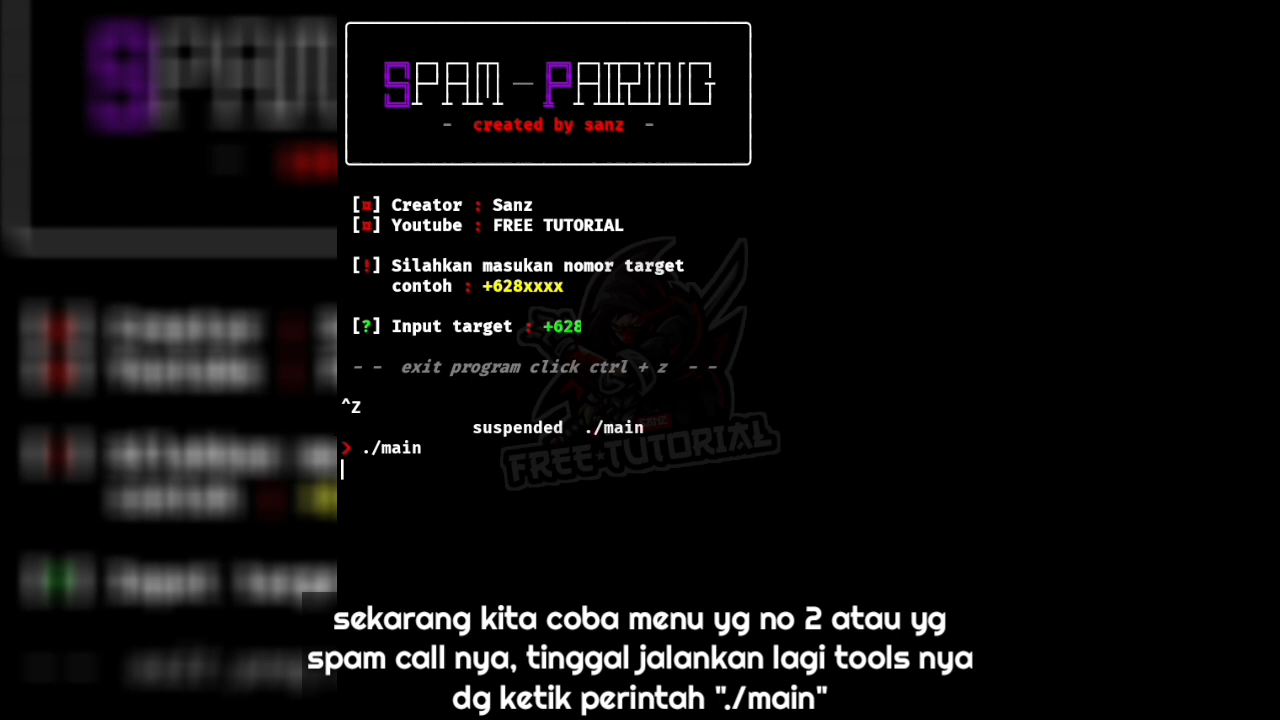 SPAM-PAIRING
- created by sanz -
[¤] Creator : Sanz
[¤] Youtube : FREE TUTORIAL
[!] Silahkan masukan nomor target
contoh : +628xxxx
[?] Input target : +628
-- exit program click ctrl + z --
^Z
suspended ./main
> ./main
FREE TUTORIAL
sekarang kita coba menu yg no 2 atau yg
spam call nya, tinggal jalankan lagi tools nya
dg ketik perintah "./main"